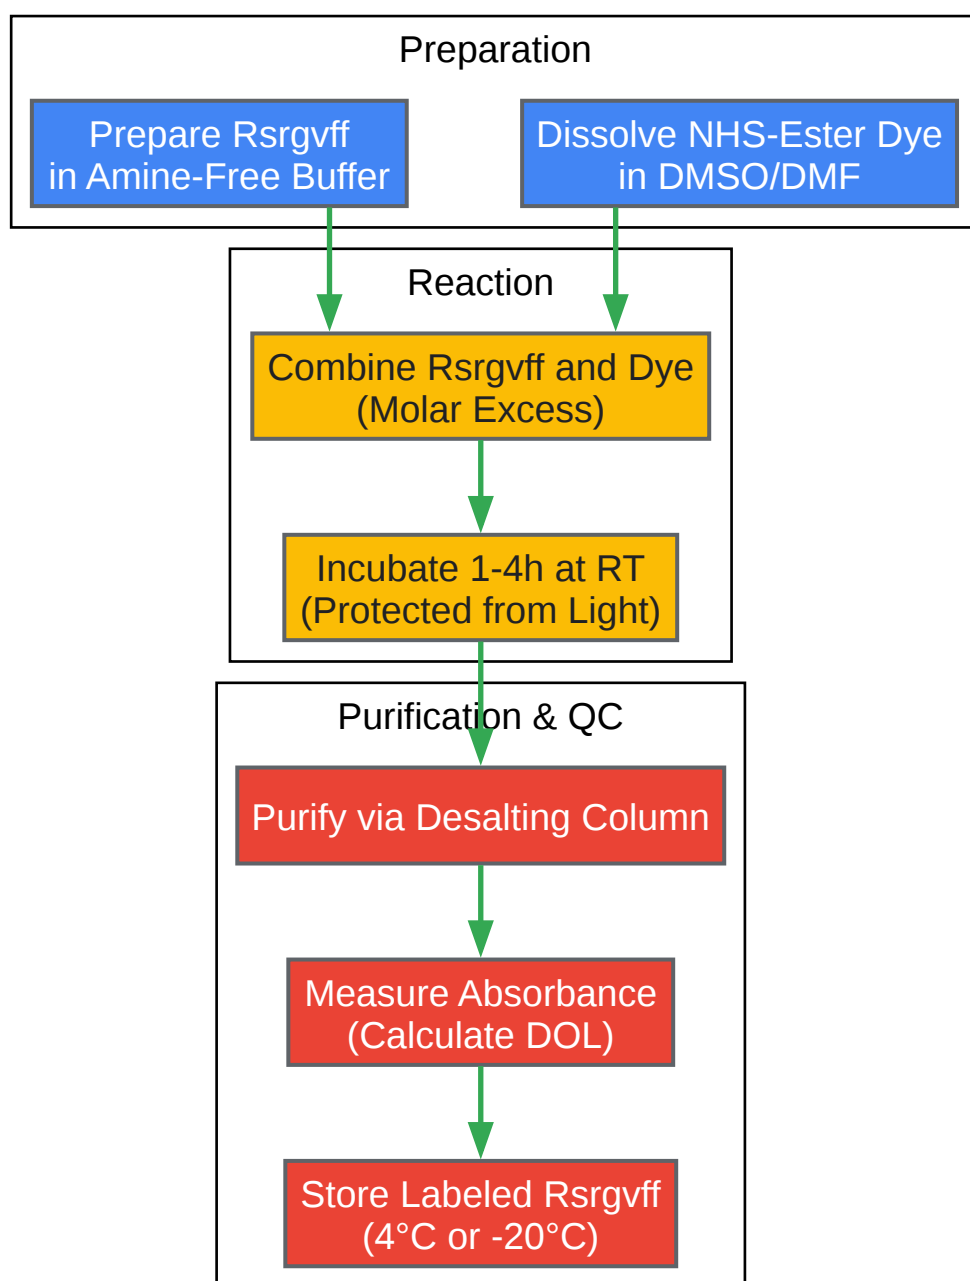 Preparation
Prepare Rsrgvff
in Amine-Free Buffer
Dissolve NHS-Ester Dye
in DMSO/DMF
Reaction
Combine Rsrgvff and Dye
(Molar Excess)
Incubate 1-4h at RT
(Protected from Light)
Purification & QC
Purify via Desalting Column
Measure Absorbance
(Calculate DOL)
Store Labeled Rsrgvff
(4°C or -20°C)